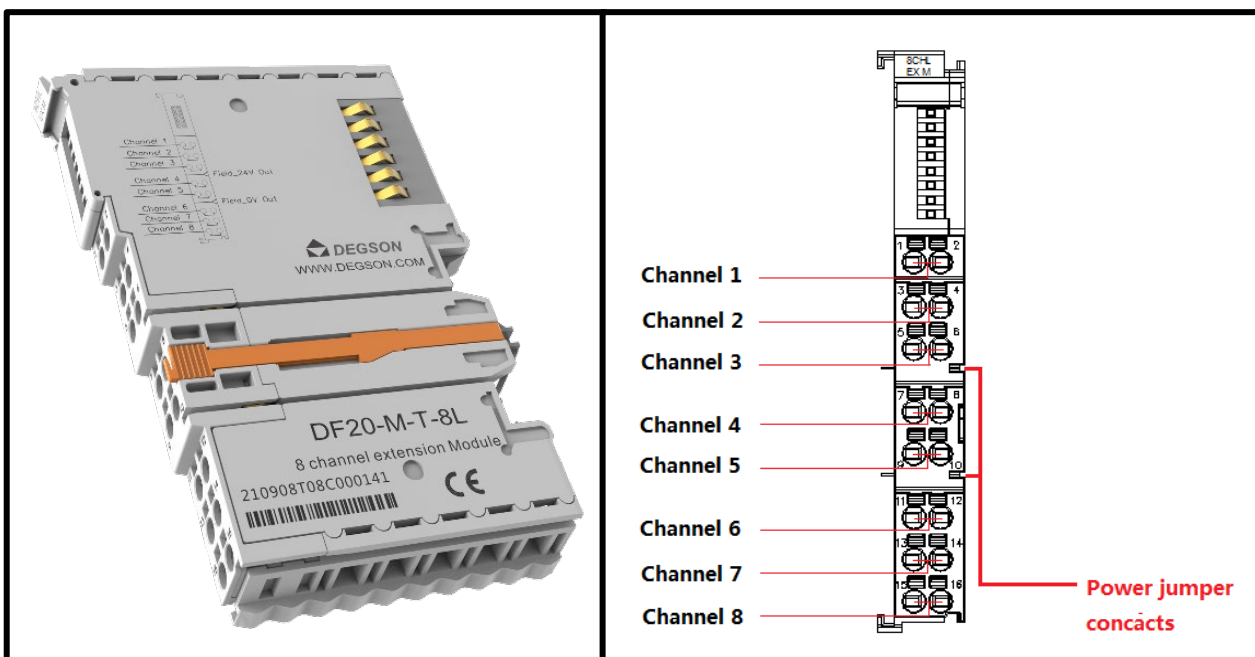 Channel 1
Channel 2
Channel 3
Field_24V Out
Channel 4
Channel 5
Field_0V Out
Channel 6
Channel 7
Channel 8
DEGSON
WWW.DEGSON.COM
DF20-M-T-8L
8 channel extension Module
210908T08C000141
CE
8CHL
EX M
1 2
Channel 1
3 4
Channel 2
5 6
Channel 3
7 8
Channel 4
Channel 5
9 10
11 12
Channel 6
13 14
Channel 7
15 16
Channel 8
Power jumper
concacts